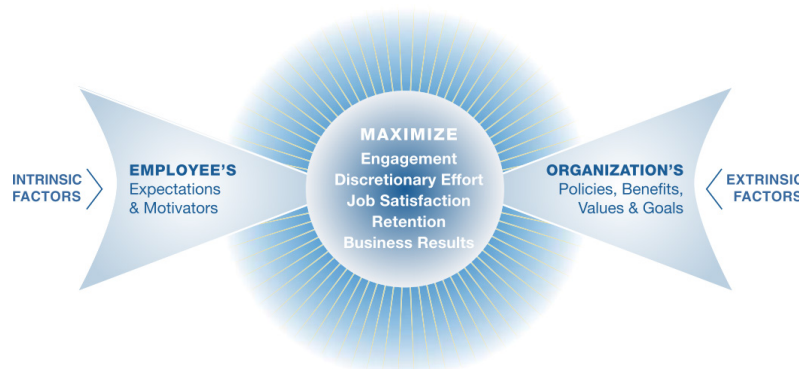 INTRINSIC
FACTORS
EMPLOYEE'S
Expectations
& Motivators
MAXIMIZE
Engagement
Discretionary Effort
Job Satisfaction
Retention
Business Results
ORGANIZATION'S
Policies, Benefits,
Values & Goals
EXTRINSIC
FACTORS